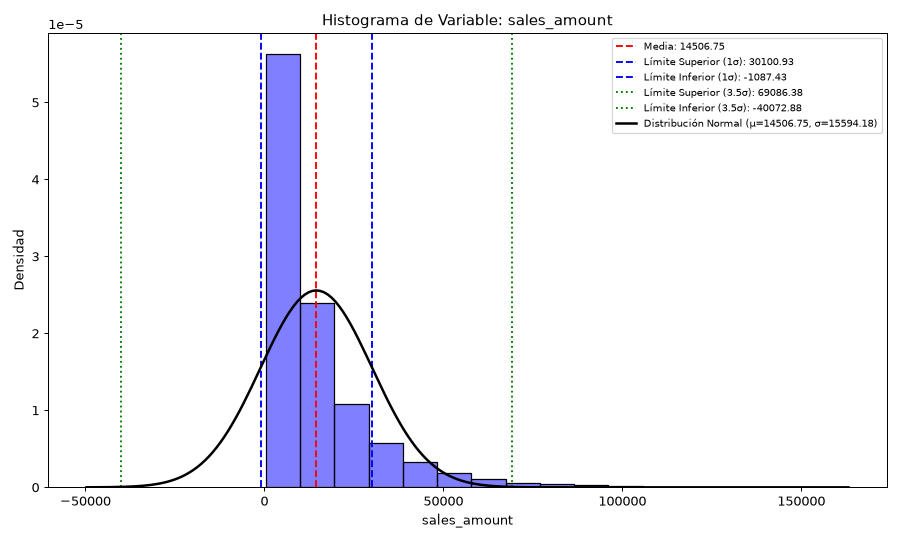 Histograma de Variable: sales_amount
1e−5
Media: 14506.75
Límite Superior (1σ): 30100.93
Límite Inferior (1σ): -1087.43
Límite Superior (3.5σ): 69086.38
Límite Inferior (3.5σ): -40072.88
Distribución Normal (μ=14506.75, σ=15594.18)
Densidad
5
4
3
2
1
0
−50000
0
50000
100000
150000
sales_amount